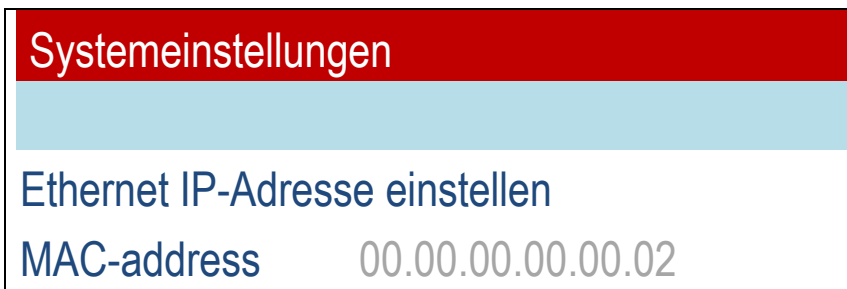 Systemeinstellungen
Ethernet IP-Adresse einstellen
MAC-address 00.00.00.00.00.02